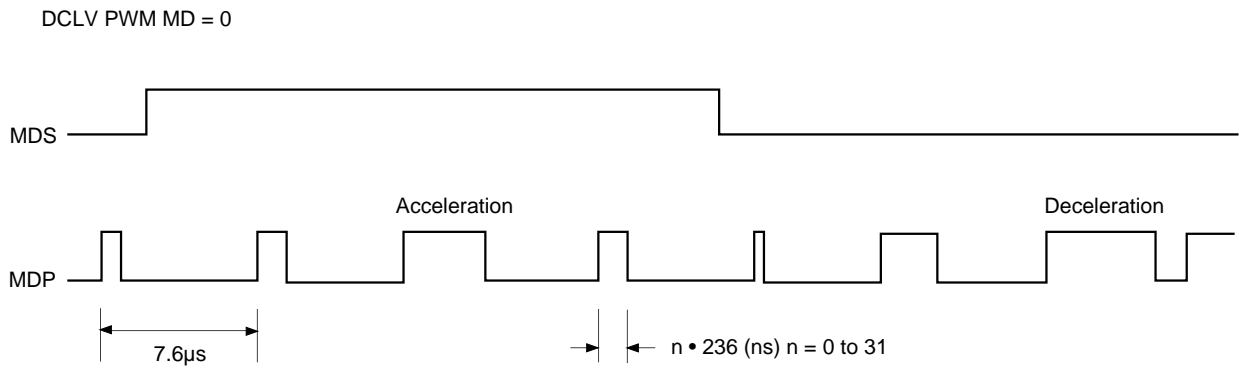 DCLV PWM MD = 0
MDS
Acceleration
Deceleration
MDP
7.6µs
n • 236 (ns) n = 0 to 31